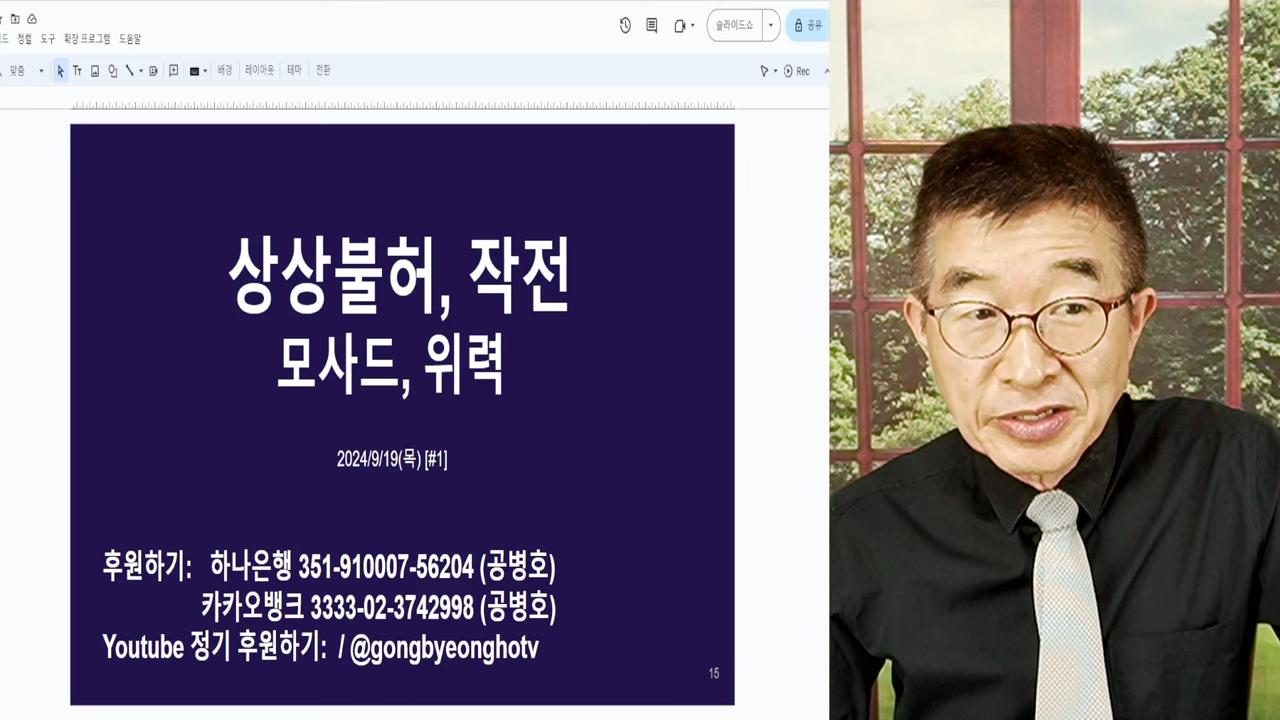 정렬 도구 확장 프로그램 도움말
슬라이드쇼
공유
맞춤
배경 레이아웃 테마 전환
Rec
상상불허, 작전
모사드, 위력
2024/9/19(목) [#1]
후원하기: 하나은행 351-910007-56204 (공병호)
카카오뱅크 3333-02-3742998 (공병호)
Youtube 정기 후원하기: / @gongbyeonghotv
15